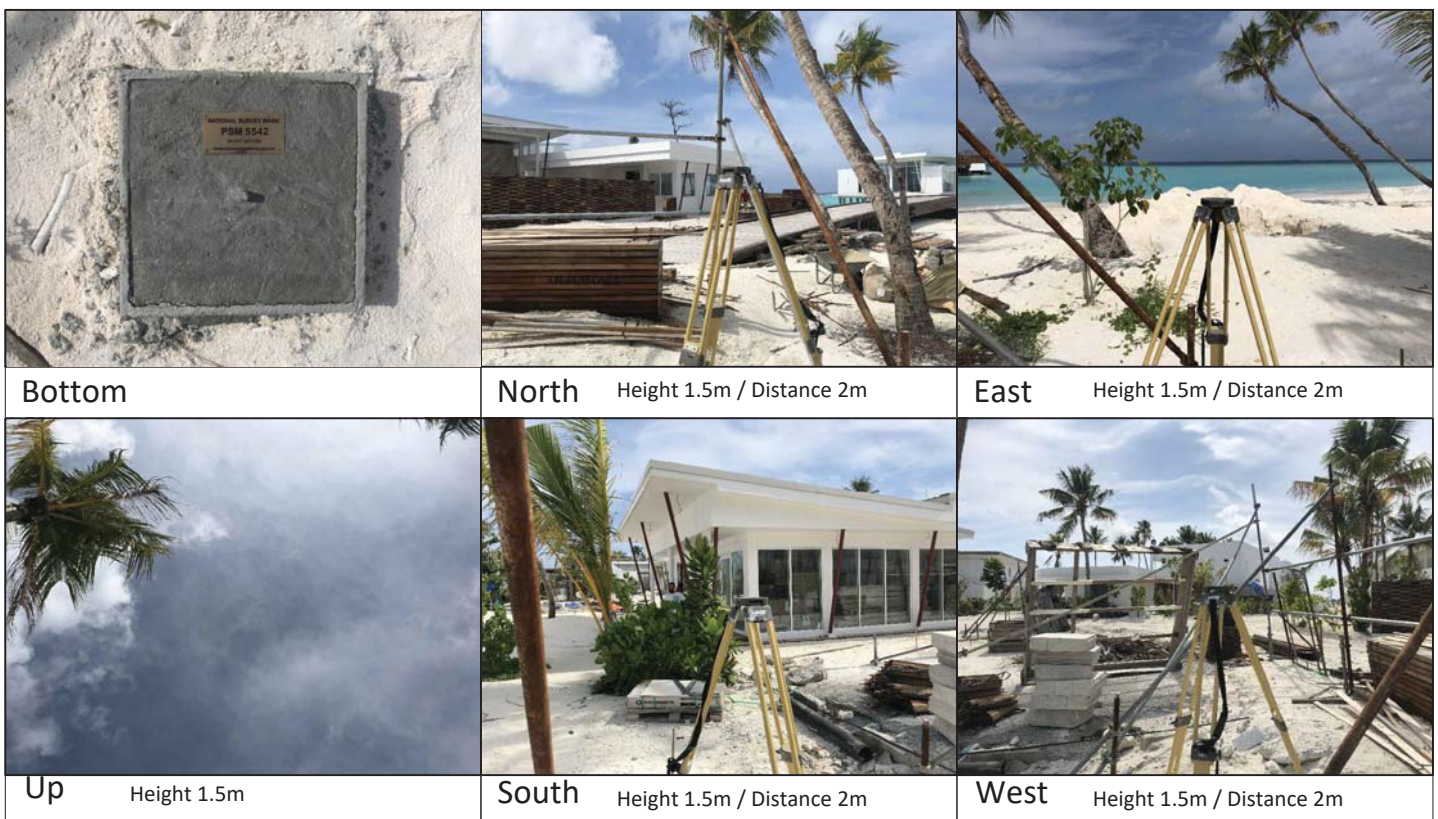 NATIONAL SURVEY MARK
PSM 5542
Bottom
North Height 1.5m / Distance 2m
East Height 1.5m / Distance 2m
Up Height 1.5m
South Height 1.5m / Distance 2m
West Height 1.5m / Distance 2m